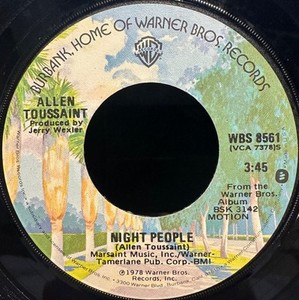 BURBANK, HOME OF WARNER BROS. RECORDS
WB
ALLEN
TOUSSAINT
Produced by
Jerry Wexler
WBS 8561
(VCA 7378)S
3:45
From the
Warner Bros.
Album
BSK 3142
MOTION
NIGHT PEOPLE
(Allen Toussaint)
Marsaint Music, Inc./Warner-
Tamerlane Pub. Corp.-BMI
℗1978 Warner Bros.
Records Inc.